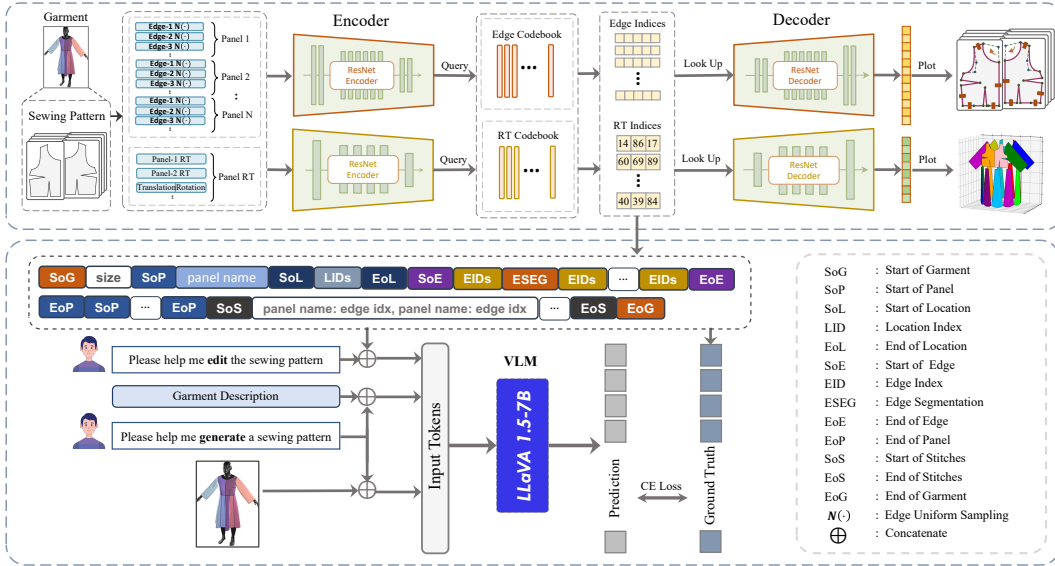 Garment
Sewing Pattern
Edge-1 N(·)
Edge-2 N(·)
Edge-3 N(·)
Panel 1
Edge-1 N(·)
Edge-2 N(·)
Edge-3 N(·)
Panel 2
Edge-1 N(·)
Edge-2 N(·)
Edge-3 N(·)
Panel N
Panel-1 RT
Panel-2 RT
Translation Rotation
Panel RT
Encoder
ResNet
Encoder
ResNet
Encoder
Query
Query
Edge Codebook
...
RT Codebook
...
Edge Indices
RT Indices
14 86 17
60 69 89
40 39 84
Look Up
Look Up
Decoder
ResNet
Decoder
ResNet
Decoder
Plot
Plot
SoG size SoP panel name SoL LIDs EoL SoE EIDs ESEG EIDs ... EIDs EoE
EoP SoP ... EoP SoS panel name: edge idx, panel name: edge idx ... EoS EoG
Please help me edit the sewing pattern
Garment Description
Please help me generate a sewing pattern
Input Tokens
VLM
LLaVA 1.5-7B
Prediction
CE Loss
Ground Truth
SoG : Start of Garment
SoP : Start of Panel
SoL : Start of Location
LID : Location Index
EoL : End of Location
SoE : Start of Edge
EID : Edge Index
ESEG : Edge Segmentation
EoE : End of Edge
EoP : End of Panel
SoS : Start of Stitches
EoS : End of Stitches
EoG : End of Garment
N(·) : Edge Uniform Sampling
⊕ : Concatenate